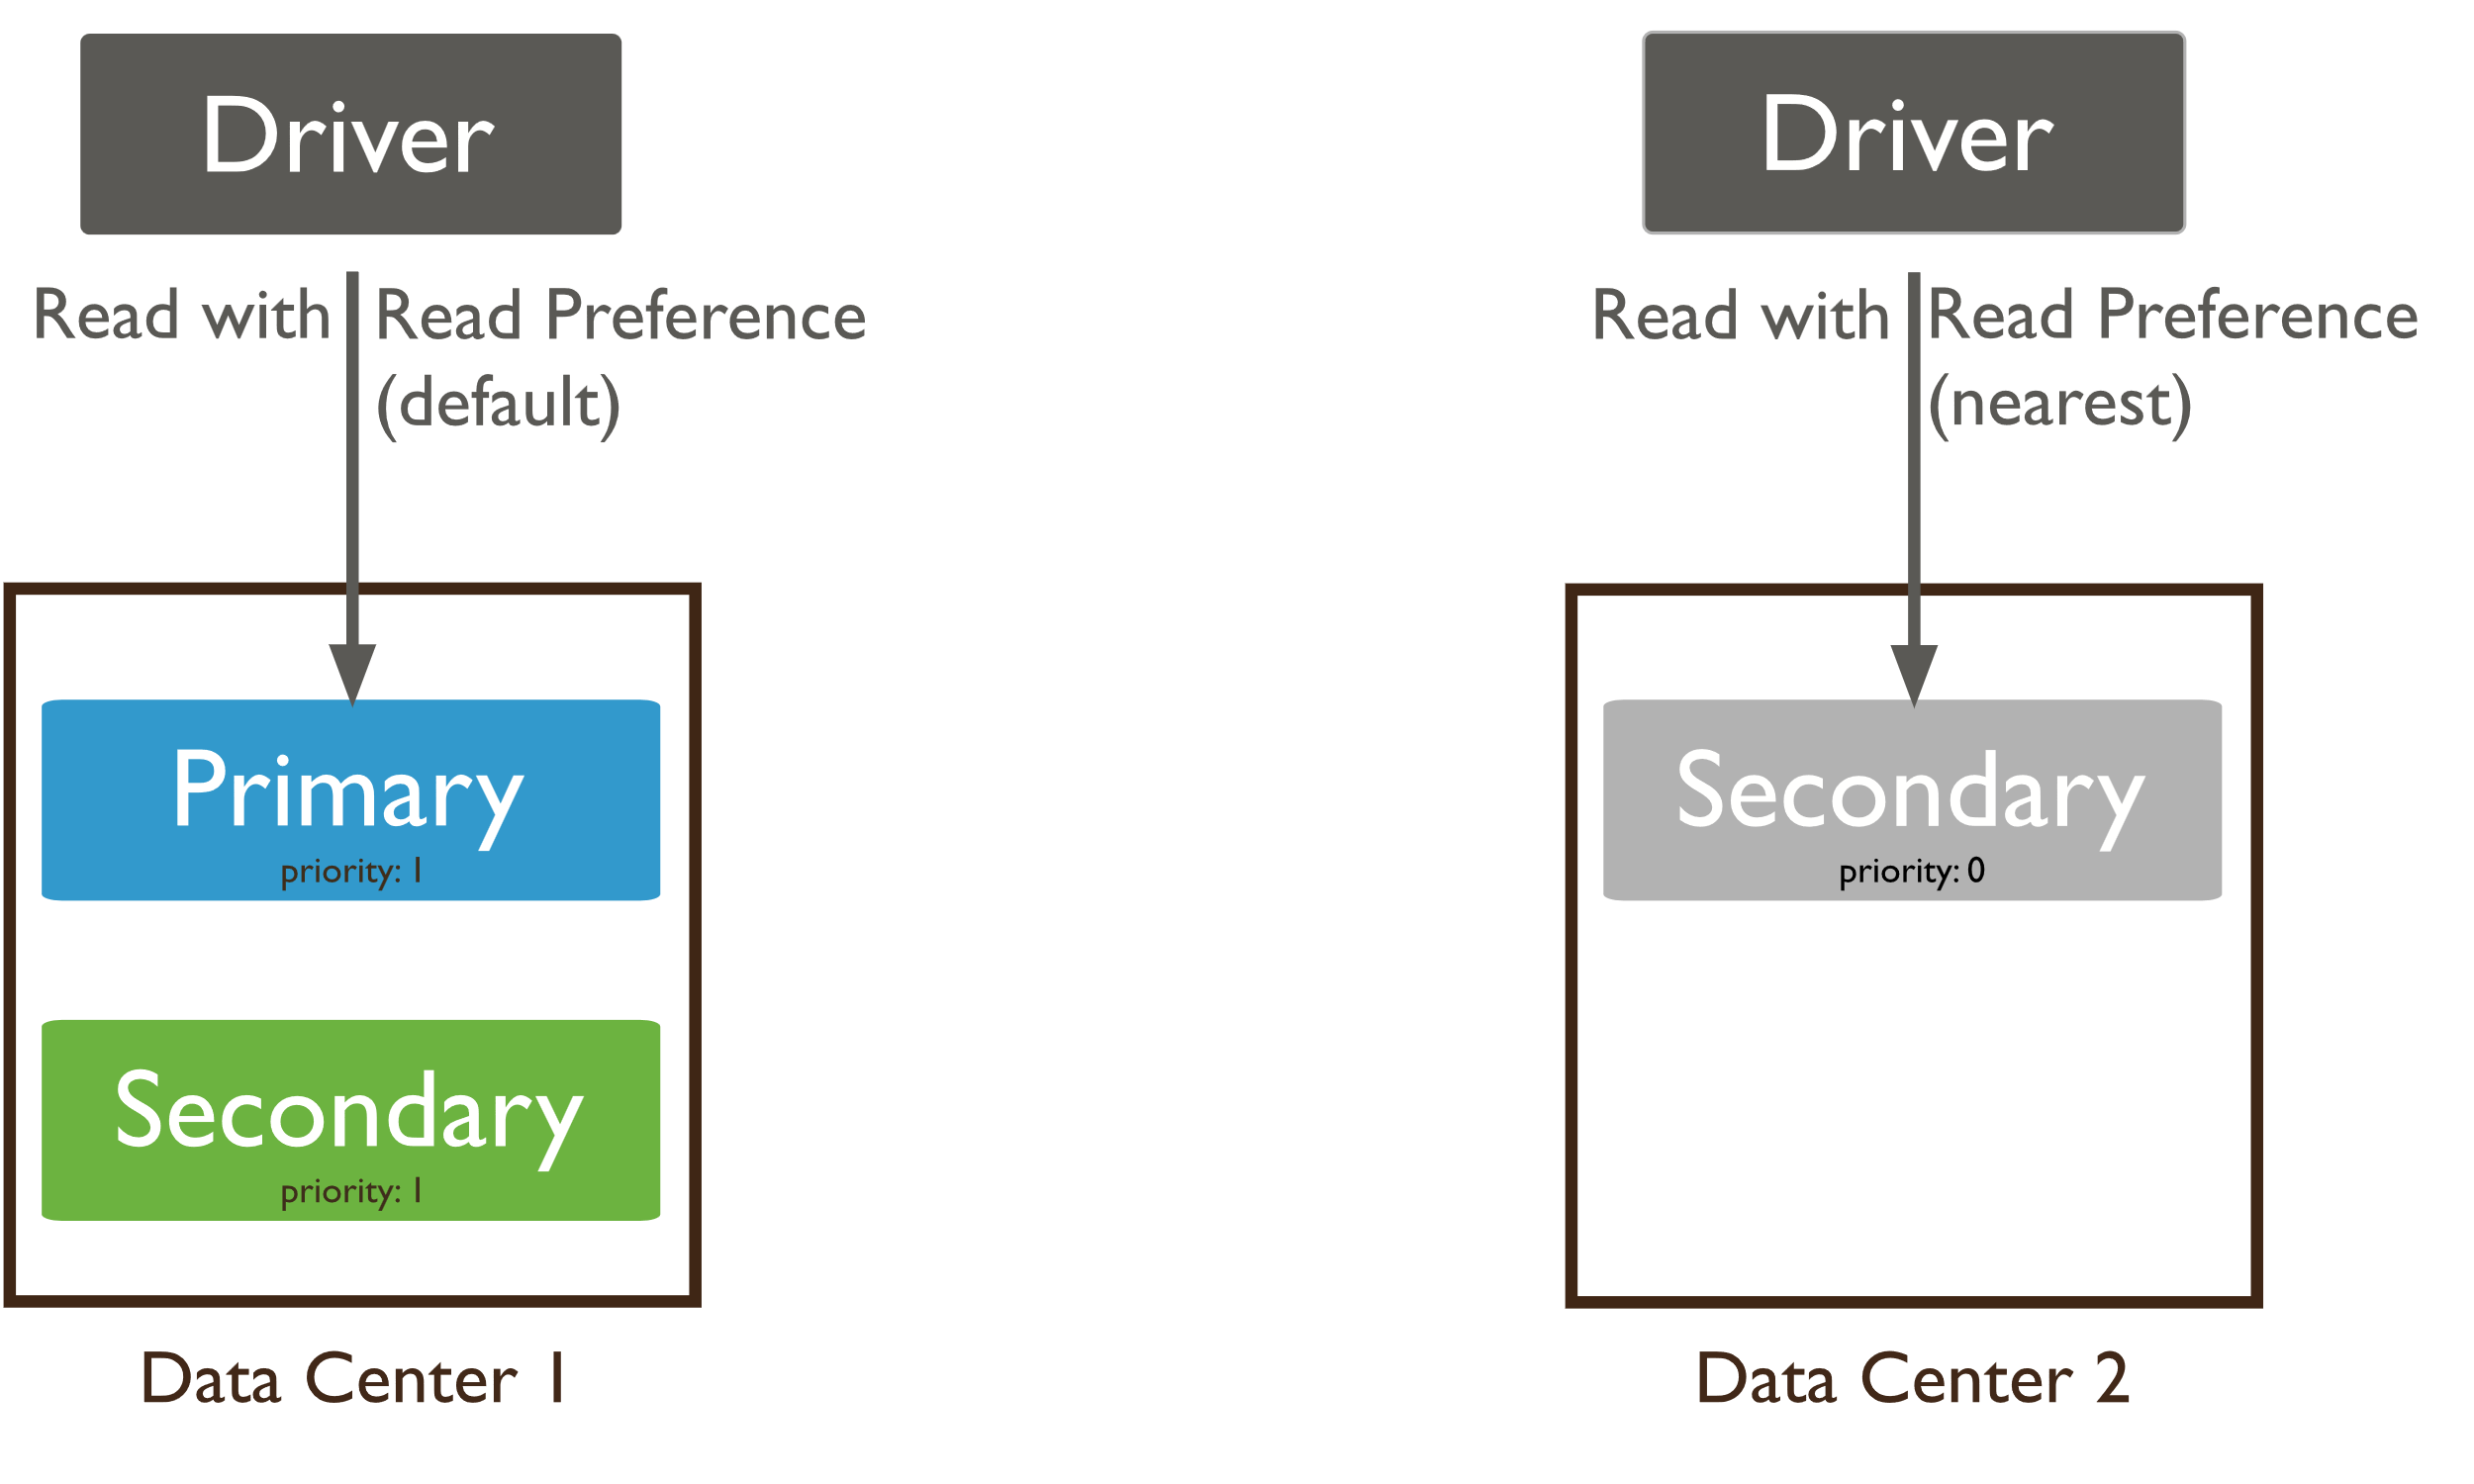 Driver
Read with Read Preference
(default)
Primary
priority: 1
Secondary
priority: 1
Data Center 1
Driver
Read with Read Preference
(nearest)
Secondary
priority: 0
Data Center 2